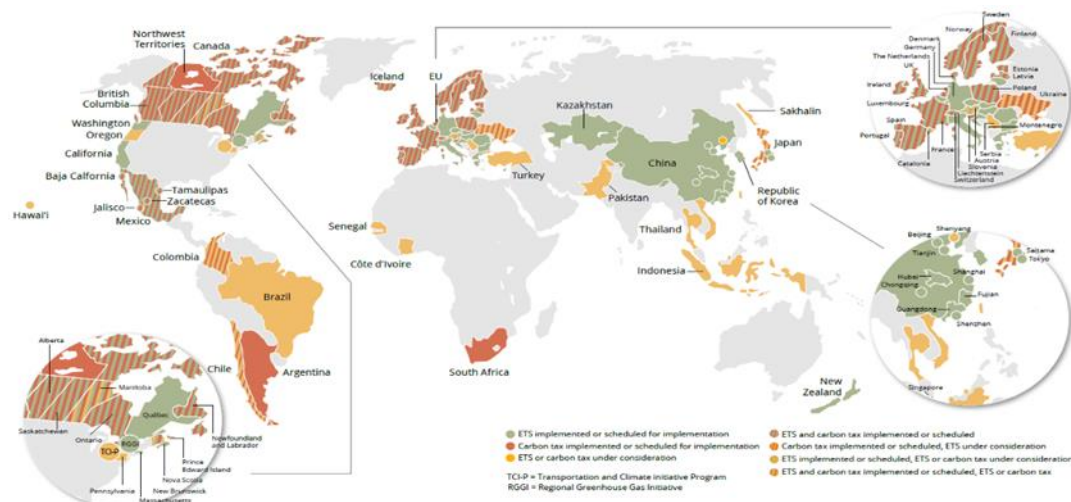 Northwest
Territories
Canada
British
Columbia
Washington
Oregon
California
Baja Calfornia
Hawai'i
Jalisco
Mexico
Tamaulipas
Zacatecas
Colombia
Brazil
Chile
Argentina
Iceland
EU
Kazakhstan
China
Turkey
Pakistan
Senegal
Côte d'Ivoire
South Africa
Thailand
Indonesia
Sakhalin
Japan
Republic
of Korea
New
Zealand
Sweden
Norway
Finland
Denmark
Germany
The Netherlands
UK
Estonia
Latvia
Ireland
Poland
Ukraine
Luxembourg
Spain
Portugal
Montenegro
France
Serbia
Austria
Slovenia
Liechtenstein
Switzerland
Catalonia
Beijing
Shenyang
Tianjin
Saitama
Tokyo
Hubei
Shanghai
Chongqing
Fujian
Guangdong
Shenzhen
Singapore
Alberta
Manitoba
Québec
Saskatchewan
Ontario
TCI-P
RGGI
Newfoundland
and Labrador
Prince
Edward Island
Nova Scotia
New Brunswick
Pennsylvania
Massachusetts
ETS implemented or scheduled for implementation
Carbon tax implemented or scheduled for implementation
ETS or carbon tax under consideration
TCI-P = Transportation and Climate initiative Program
RGGI = Regional Greenhouse Gas Initiative
ETS and carbon tax implemented or scheduled
Carbon tax implemented or scheduled, ETS under consideration
ETS implemented or scheduled, ETS or carbon tax under consideration
ETS and carbon tax implemented or scheduled, ETS or carbon tax